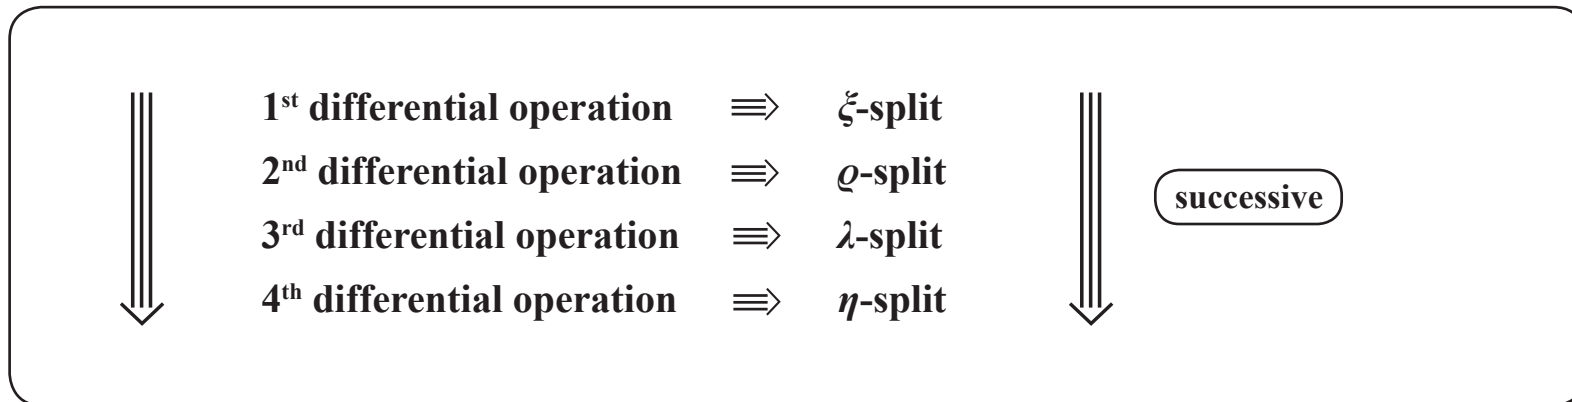 1st differential operation ⇛ ξ-split
2nd differential operation ⇛ ϱ-split
successive
3rd differential operation ⇛ λ-split
4th differential operation ⇛ η-split